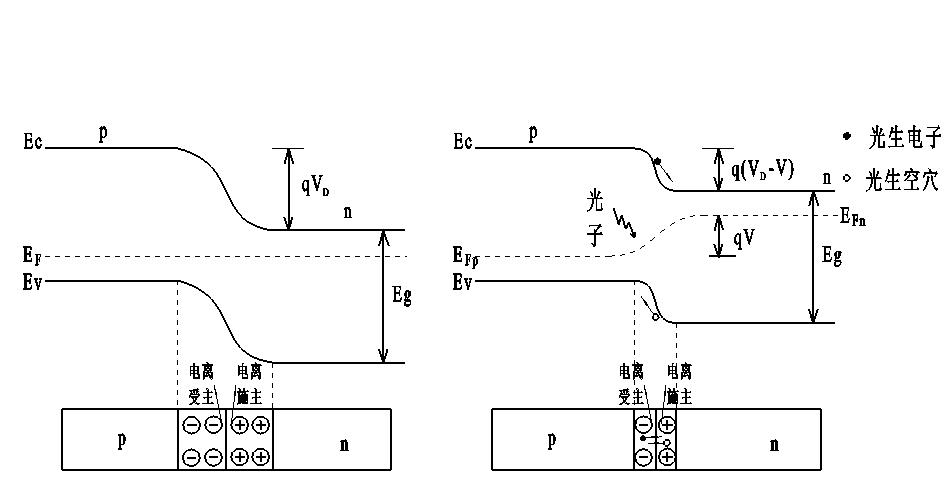 p
Ec
qV_D
n
E_F
Ev
Eg
电离
受主
电离
施主
− − + +
− − + +
p
n
p
Ec
q(V_D-V)
n
光生电子
光生空穴
光
子
E_Fn
qV
E_Fp
Ev
Eg
电离
受主
电离
施主
− +
− +
p
n